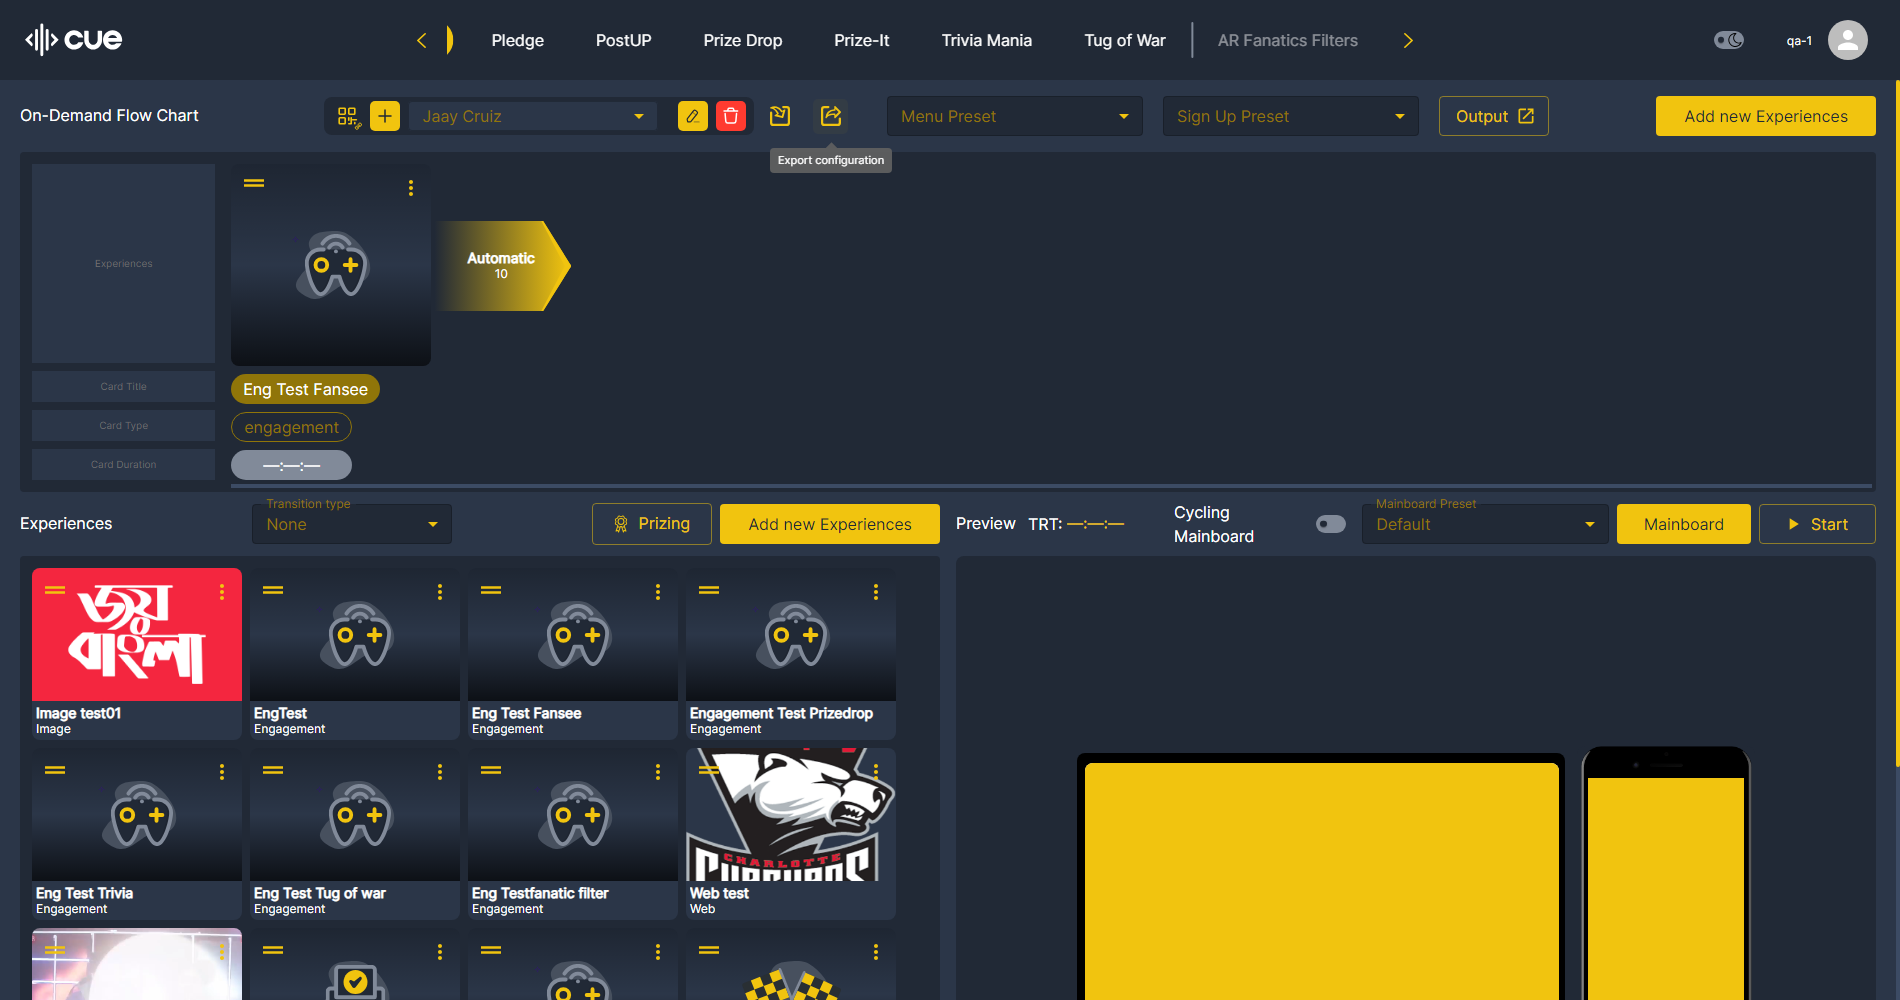 cue
Pledge
PostUP
Prize Drop
Prize-It
Trivia Mania
Tug of War
AR Fanatics Filters
qa-1
On-Demand Flow Chart
Jaay Cruiz
Menu Preset
Sign Up Preset
Output
Add new Experiences
Export configuration
Experiences
Automatic
10
Card Title
Eng Test Fansee
Card Type
engagement
Card Duration
—:—:—
Experiences
Transition type
None
Prizing
Add new Experiences
Preview
TRT: —:—:—
Cycling
Mainboard
Mainboard Preset
Default
Mainboard
Start
জয়
বাংলা
Image test01
Image
EngTest
Engagement
Eng Test Fansee
Engagement
Engagement Test Prizedrop
Engagement
CHARLOTTE
Eng Test Trivia
Engagement
Eng Test Tug of war
Engagement
Eng Testfanatic filter
Engagement
Web test
Web